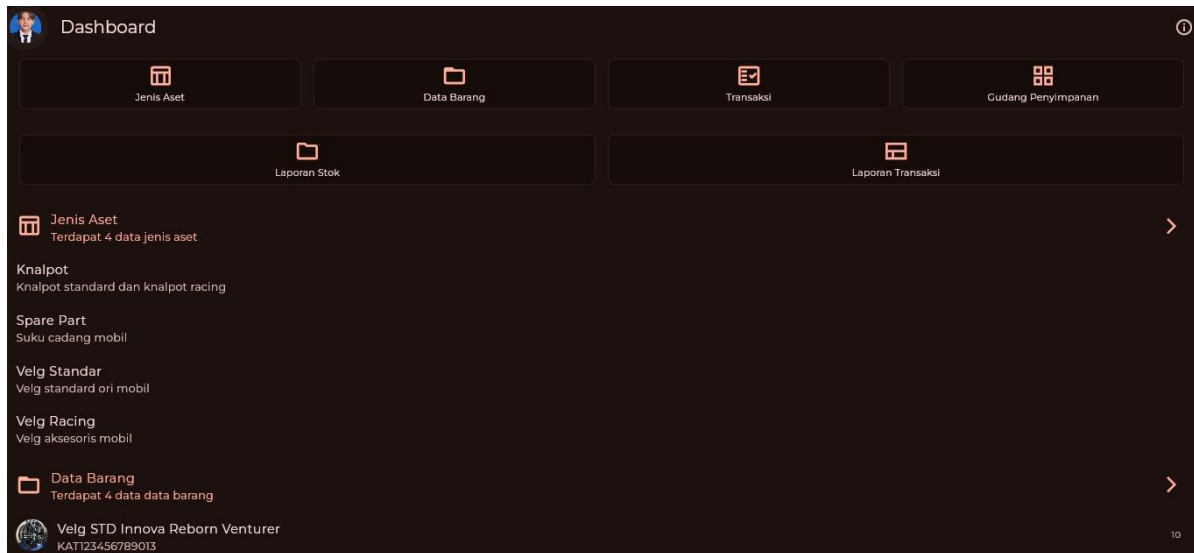 Dashboard
Jenis Aset
Data Barang
Transaksi
Gudang Penyimpanan
Laporan Stok
Laporan Transaksi
Jenis Aset
Terdapat 4 data jenis aset
Knalpot
Knalpot standard dan knalpot racing
Spare Part
Suku cadang mobil
Velg Standar
Velg standard ori mobil
Velg Racing
Velg aksesoris mobil
Data Barang
Terdapat 4 data data barang
Velg STD Innova Reborn Venturer
KAT123456789013
10